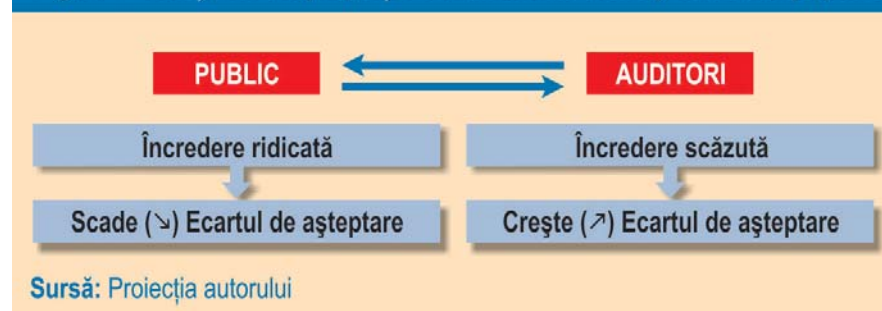 PUBLIC AUDITORI
Încredere ridicată Încredere scăzută
Scade (↘) Ecartul de aşteptare Creşte (↗) Ecartul de aşteptare
Sursă: Proiecția autorului